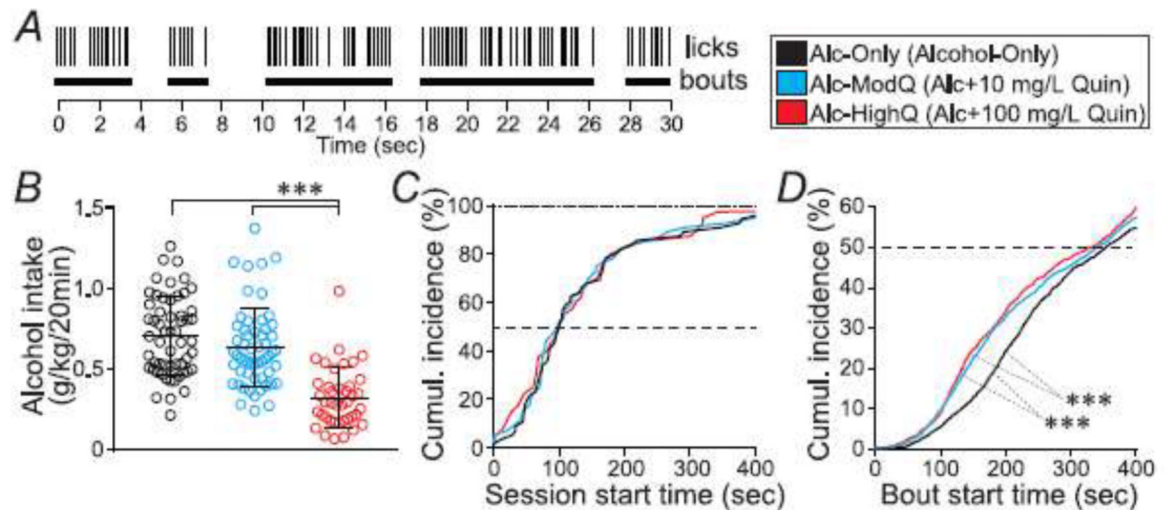 A
licks
bouts
0 2 4 6 8 10 12 14 16 18 20 22 24 26 28 30
Time (sec)
Alc-Only (Alcohol-Only)
Alc-ModQ (Alc+10 mg/L Quin)
Alc-HighQ (Alc+100 mg/L Quin)
B
***
Alcohol intake
(g/kg/20min)
1.5
1.0
0.5
0
C
Cumul. incidence (%)
100
80
60
40
20
0
0 100 200 300 400
Session start time (sec)
D
Cumul. incidence (%)
60
50
40
30
20
10
0
***
***
0 100 200 300 400
Bout start time (sec)